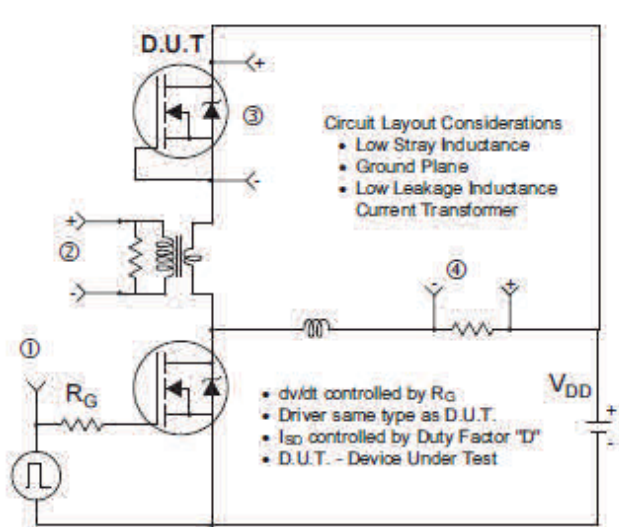 D.U.T
+
③
-
Circuit Layout Considerations
• Low Stray Inductance
• Ground Plane
• Low Leakage Inductance
Current Transformer
+
②
-
④
- +
①
RG
VDD
+
-
• dv/dt controlled by RG
• Driver same type as D.U.T.
• ISD controlled by Duty Factor "D"
• D.U.T. - Device Under Test